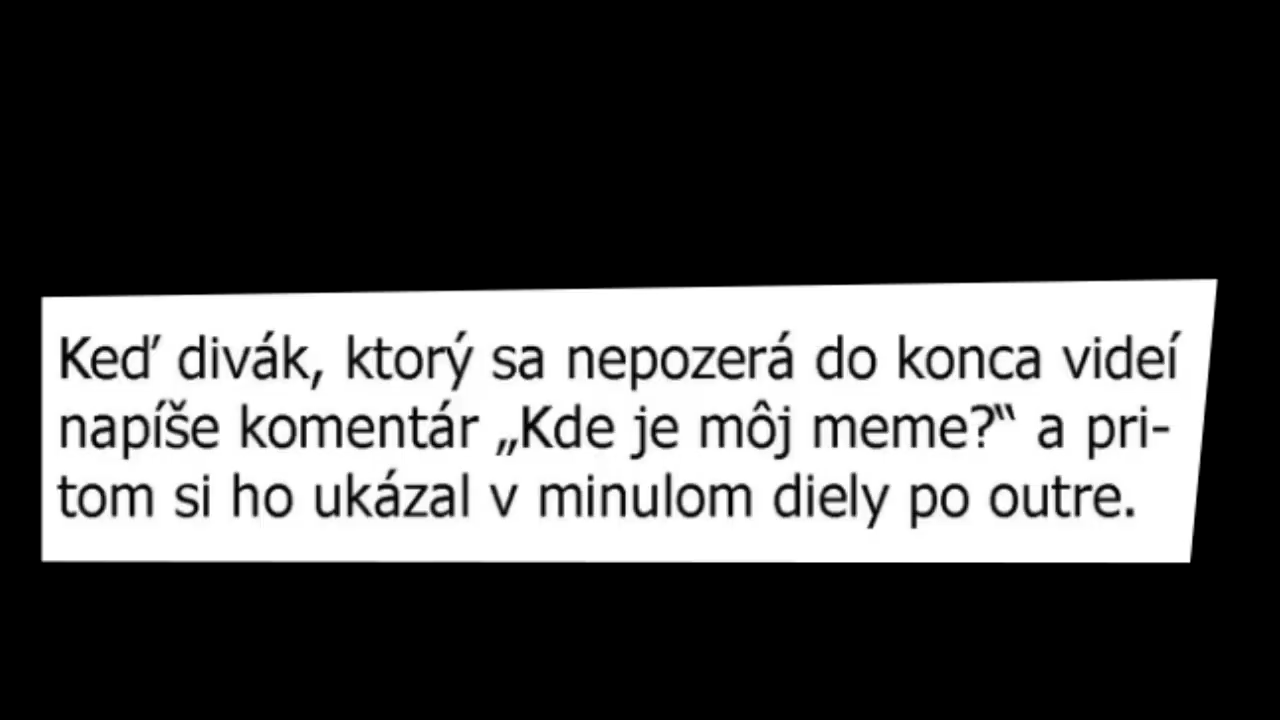 Keď divák, ktorý sa nepozerá do konca videí
napíše komentár „Kde je môj meme?“ a pri-
tom si ho ukázal v minulom diely po outre.